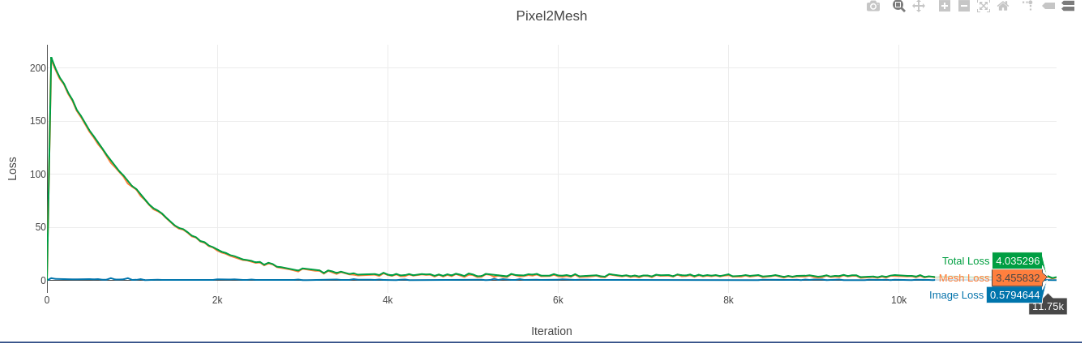 Pixel2Mesh
Loss
200
150
100
50
0
Total Loss 4.035296
Mesh Loss 3.455832
Image Loss 0.5794644
11.75k
0 2k 4k 6k 8k 10k
Iteration